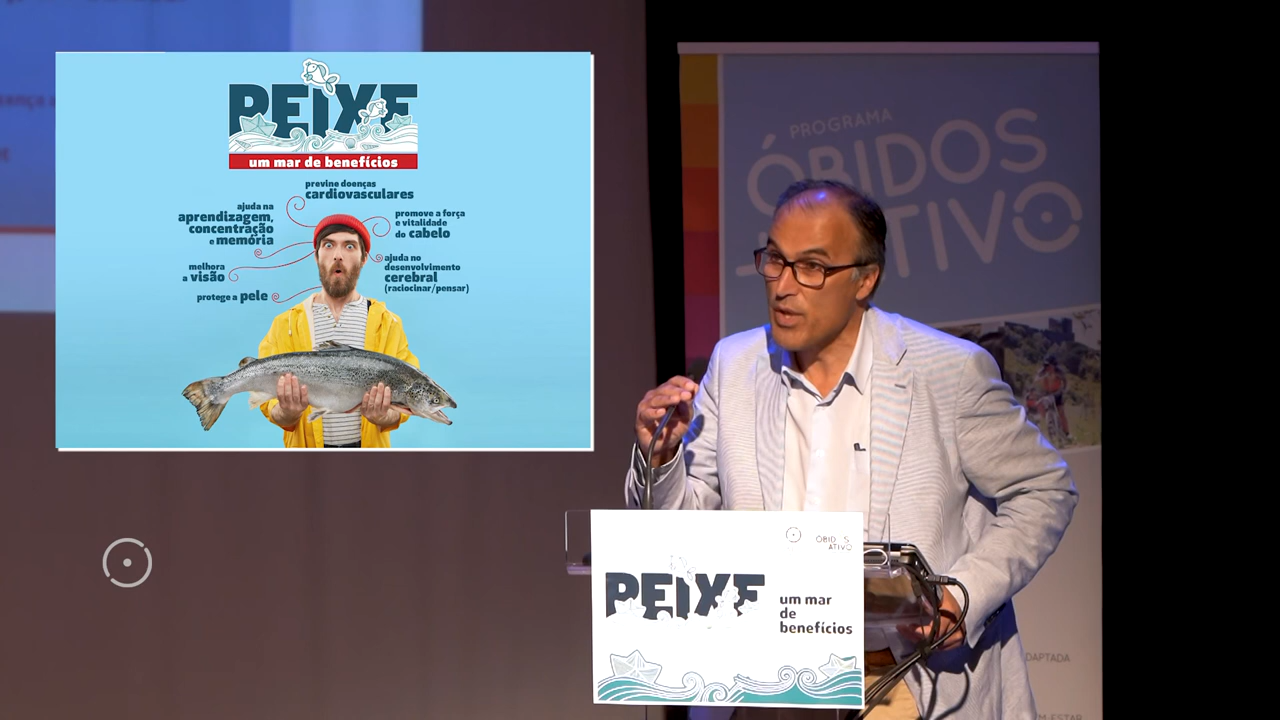 PEIXE
um mar de benefícios
previne doenças
cardiovasculares
ajuda na
aprendizagem,
concentração
e memória
promove a força
e vitalidade
do cabelo
melhora
a visão
ajuda no
desenvolvimento
cerebral
(raciocinar/pensar)
protege a pele
PROGRAMA
ÓBIDOS
ATIVO
ÓBIDOS
ATIVO
PEIXE
um mar
de
benefícios
DAPTADA
M ESTAR